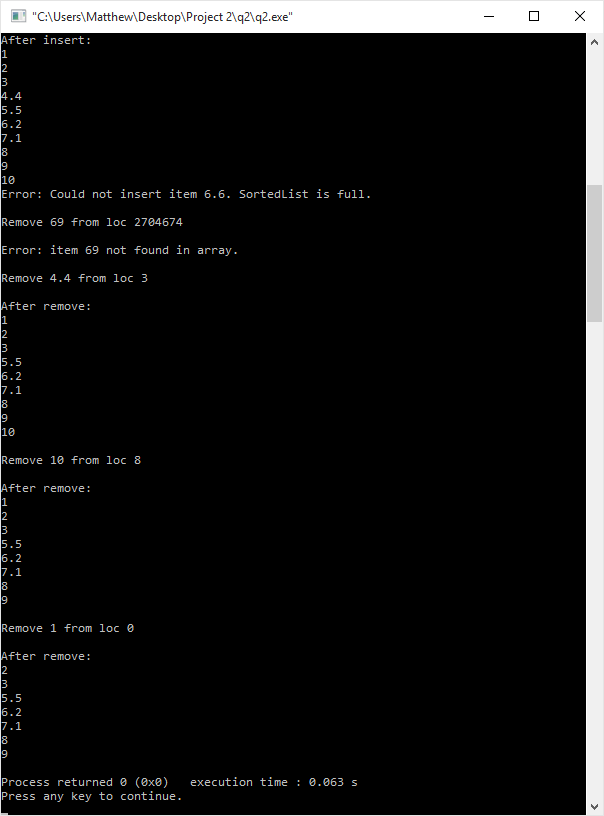 "C:\Users\Matthew\Desktop\Project 2\q2\q2.exe"
After insert:
1
2
3
4.4
5.5
6.2
7.1
8
9
10
Error: Could not insert item 6.6. SortedList is full.
Remove 69 from loc 2704674
Error: item 69 not found in array.
Remove 4.4 from loc 3
After remove:
1
2
3
5.5
6.2
7.1
8
9
10
Remove 10 from loc 8
After remove:
1
2
3
5.5
6.2
7.1
8
9
Remove 1 from loc 0
After remove:
2
3
5.5
6.2
7.1
8
9
Process returned 0 (0x0)   execution time : 0.063 s
Press any key to continue.